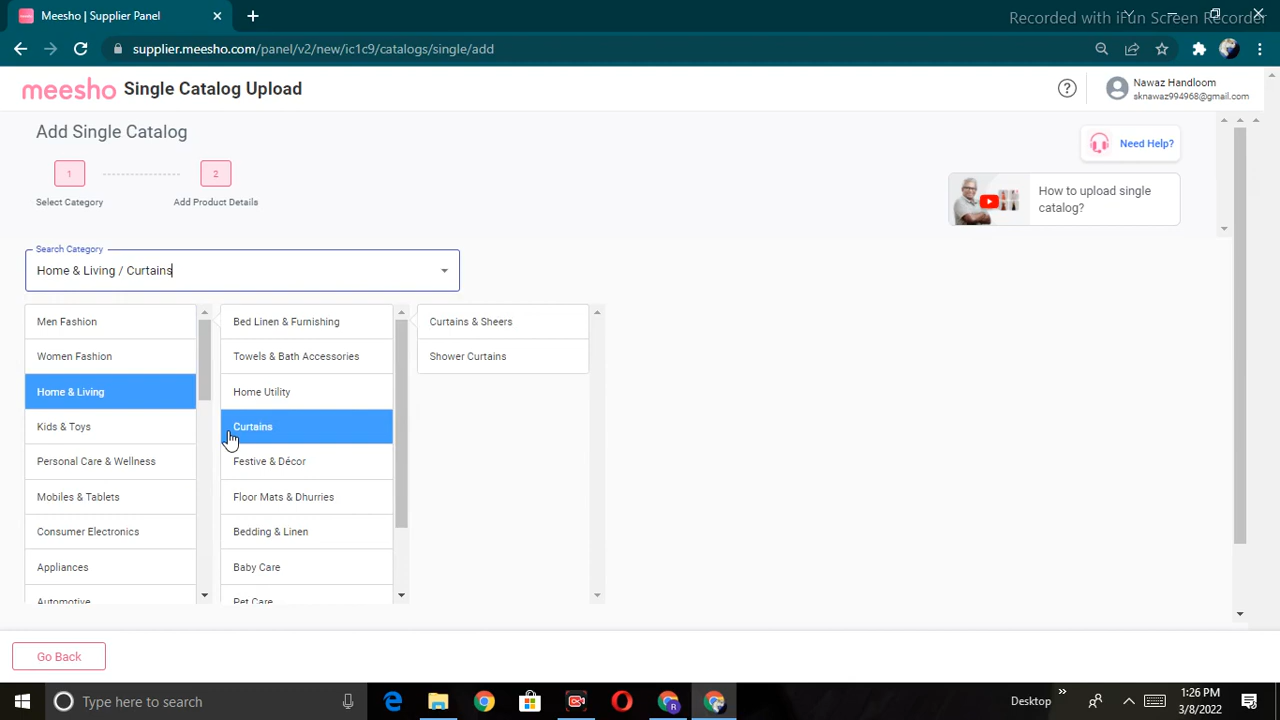 Meesho | Supplier Panel
Recorded with iFun Screen Recorder
supplier.meesho.com/panel/v2/new/ic1c9/catalogs/single/add
meesho Single Catalog Upload
Nawaz Handloom
sknawaz994968@gmail.com
Add Single Catalog
Need Help?
1
2
Select Category
Add Product Details
How to upload single
catalog?
Search Category
Home & Living / Curtains
Men Fashion
Women Fashion
Home & Living
Kids & Toys
Personal Care & Wellness
Mobiles & Tablets
Consumer Electronics
Appliances
Automotive
Bed Linen & Furnishing
Towels & Bath Accessories
Home Utility
Curtains
Festive & Décor
Floor Mats & Dhurries
Bedding & Linen
Baby Care
Pet Care
Curtains & Sheers
Shower Curtains
Go Back
Type here to search
Desktop
1:26 PM
3/8/2022